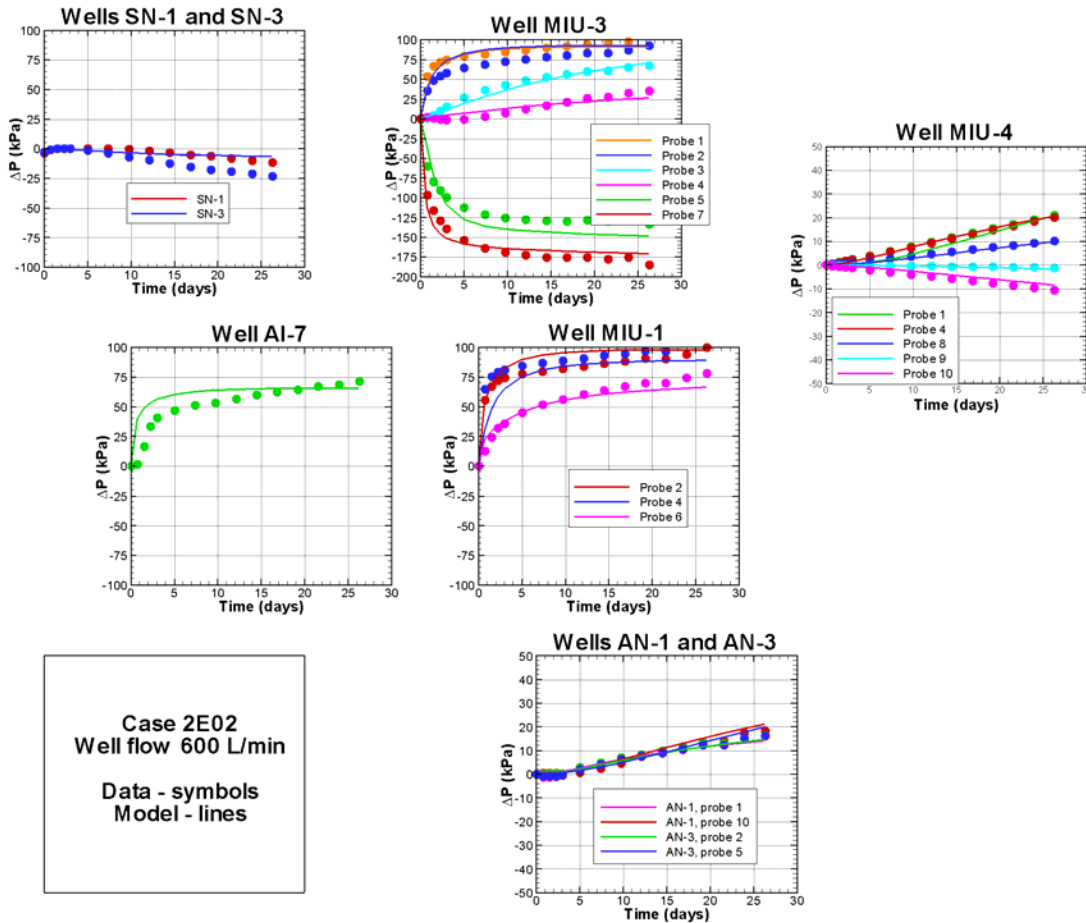 Wells SN-1 and SN-3
100
75
50
25
0
-25
-50
-75
-100
ΔP (kPa)
0 5 10 15 20 25 30
Time (days)
SN-1
SN-3
Well MIU-3
100
75
50
25
0
-25
-50
-75
-100
-125
-150
-175
-200
ΔP (kPa)
0 5 10 15 20 25 30
Time (days)
Probe 1
Probe 2
Probe 3
Probe 4
Probe 5
Probe 7
Well MIU-4
50
40
30
20
10
0
-10
-20
-30
-40
-50
ΔP (kPa)
0 5 10 15 20 25 30
Time (days)
Probe 1
Probe 4
Probe 8
Probe 9
Probe 10
Well AI-7
100
75
50
25
0
-25
-50
-75
-100
ΔP (kPa)
0 5 10 15 20 25 30
Time (days)
Well MIU-1
100
75
50
25
0
-25
-50
-75
-100
ΔP (kPa)
0 5 10 15 20 25 30
Time (days)
Probe 2
Probe 4
Probe 6
Case 2E02
Well flow 600 L/min
Data - symbols
Model - lines
Wells AN-1 and AN-3
50
40
30
20
10
0
-10
-20
-30
-40
-50
ΔP (kPa)
0 5 10 15 20 25 30
Time (days)
AN-1, probe 1
AN-1, probe 10
AN-3, probe 2
AN-3, probe 5